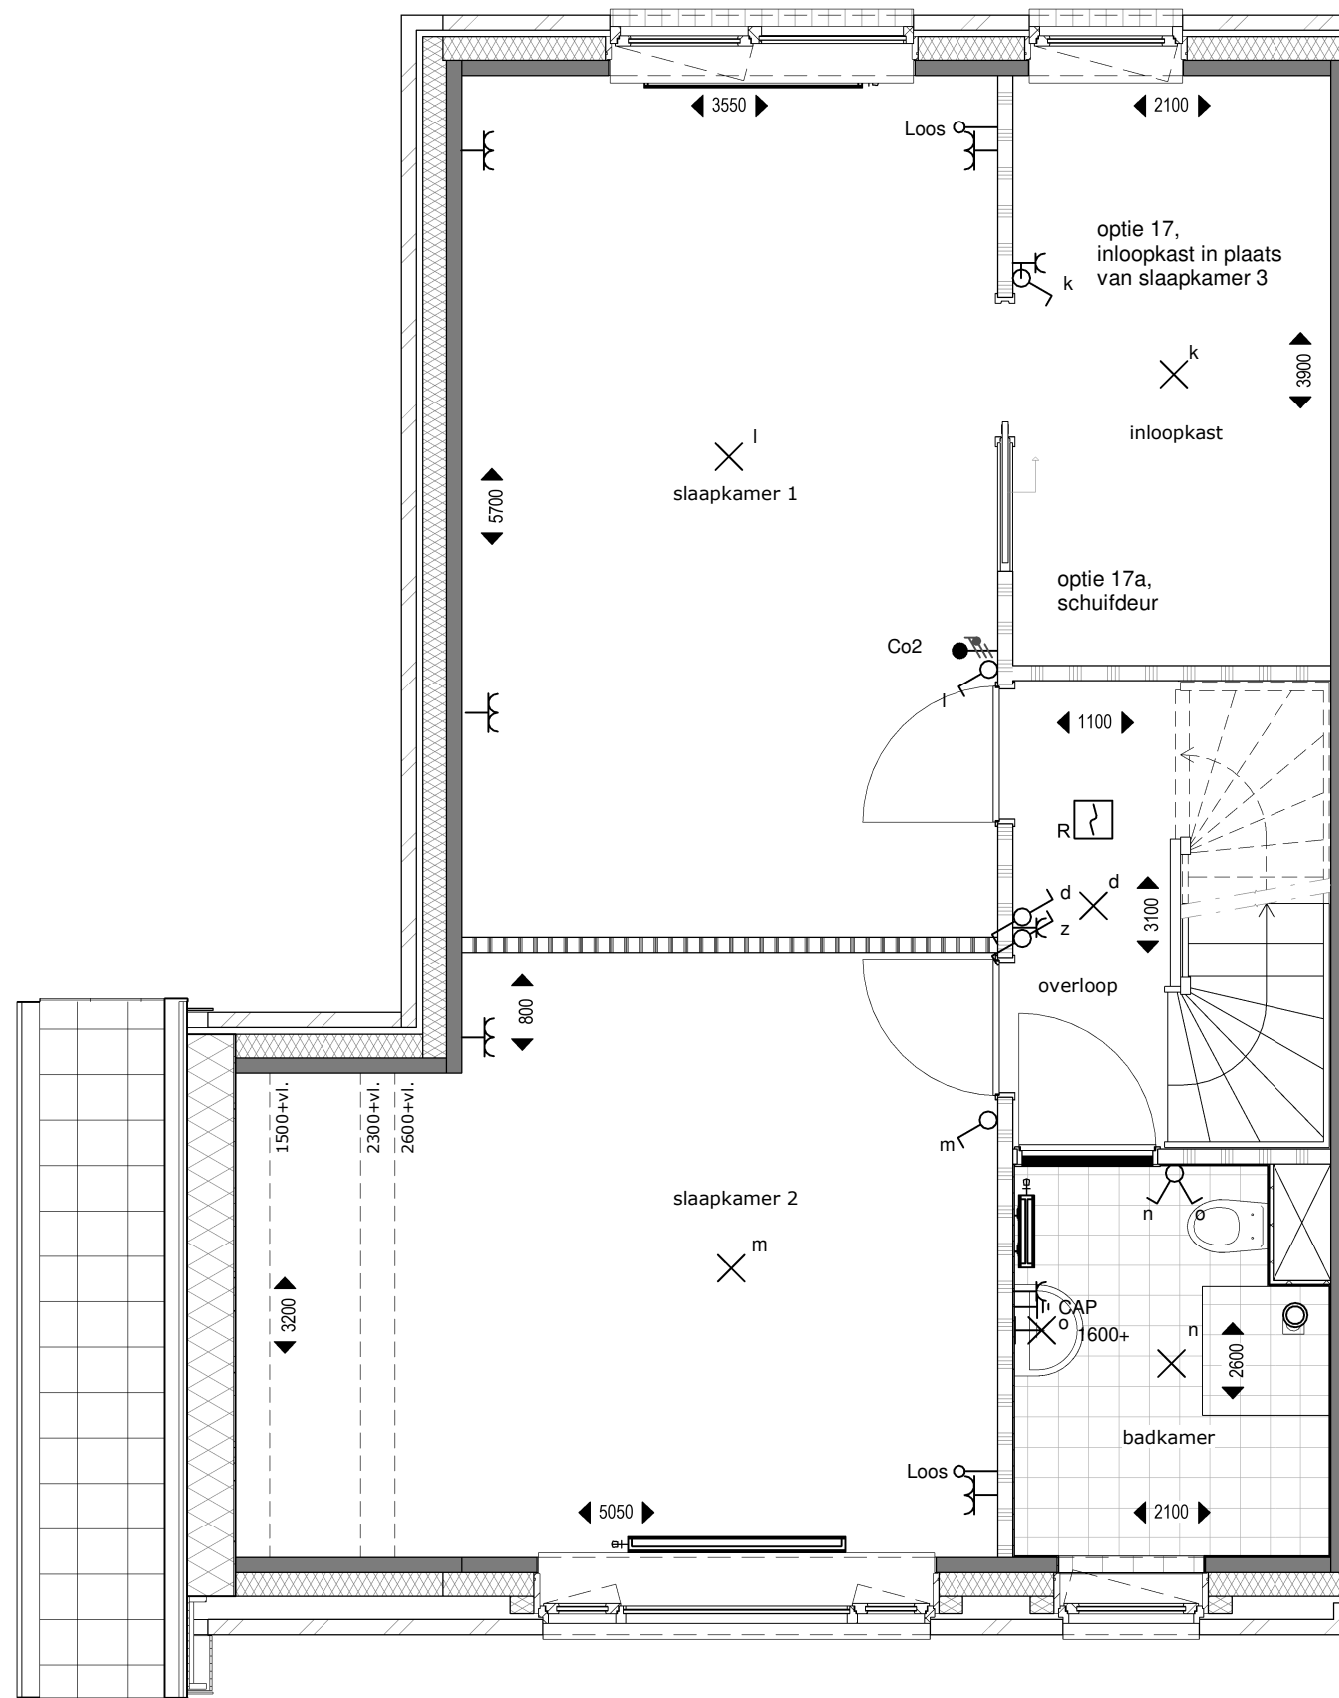 3550
2100
Loos
optie 17,
inloopkast in plaats
van slaapkamer 3
k
k
3900
inloopkast
l
slaapkamer 1
5700
optie 17a,
schuifdeur
Co2
l
1100
R
d
d
z
3100
overloop
800
1500+vl.
2300+vl.
2600+vl.
m
slaapkamer 2
m
n
o
3200
CAP
o
1600+
n
2600
badkamer
Loos
5050
2100